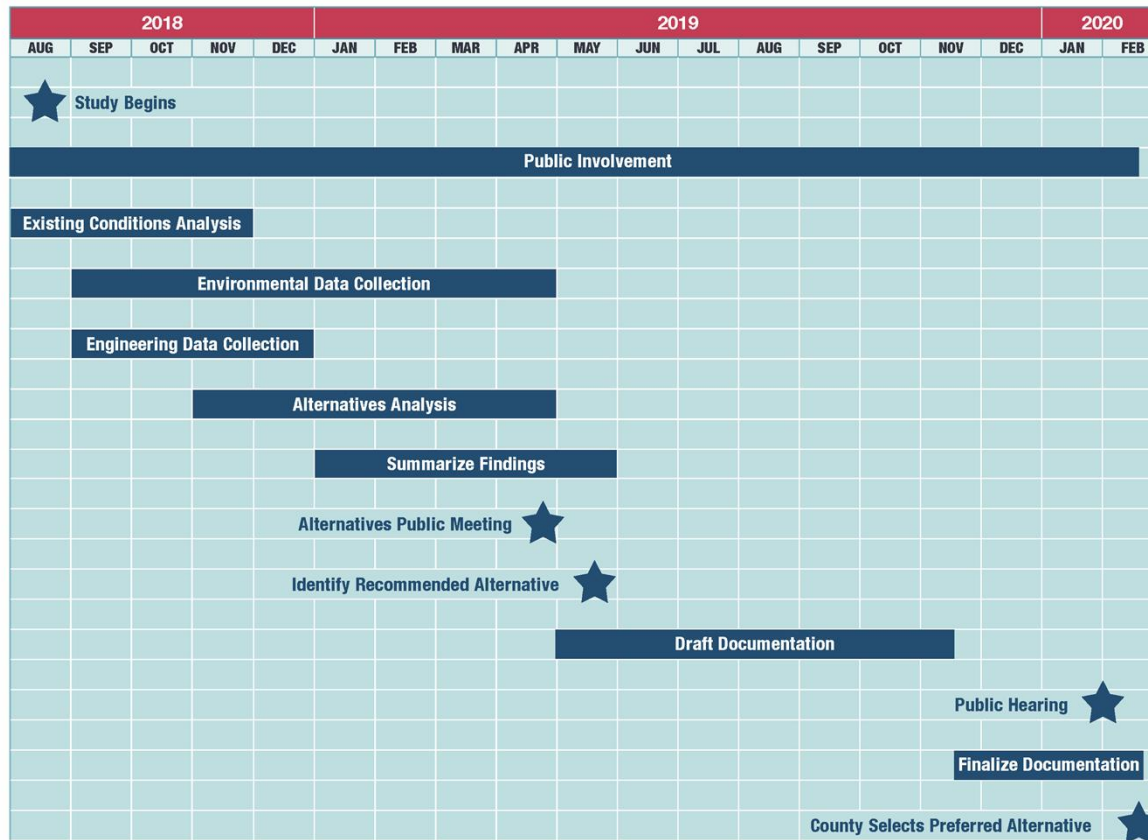 2018 2019 2020
AUG SEP OCT NOV DEC JAN FEB MAR APR MAY JUN JUL AUG SEP OCT NOV DEC JAN FEB
Study Begins
Public Involvement
Existing Conditions Analysis
Environmental Data Collection
Engineering Data Collection
Alternatives Analysis
Summarize Findings
Alternatives Public Meeting
Identify Recommended Alternative
Draft Documentation
Public Hearing
Finalize Documentation
County Selects Preferred Alternative